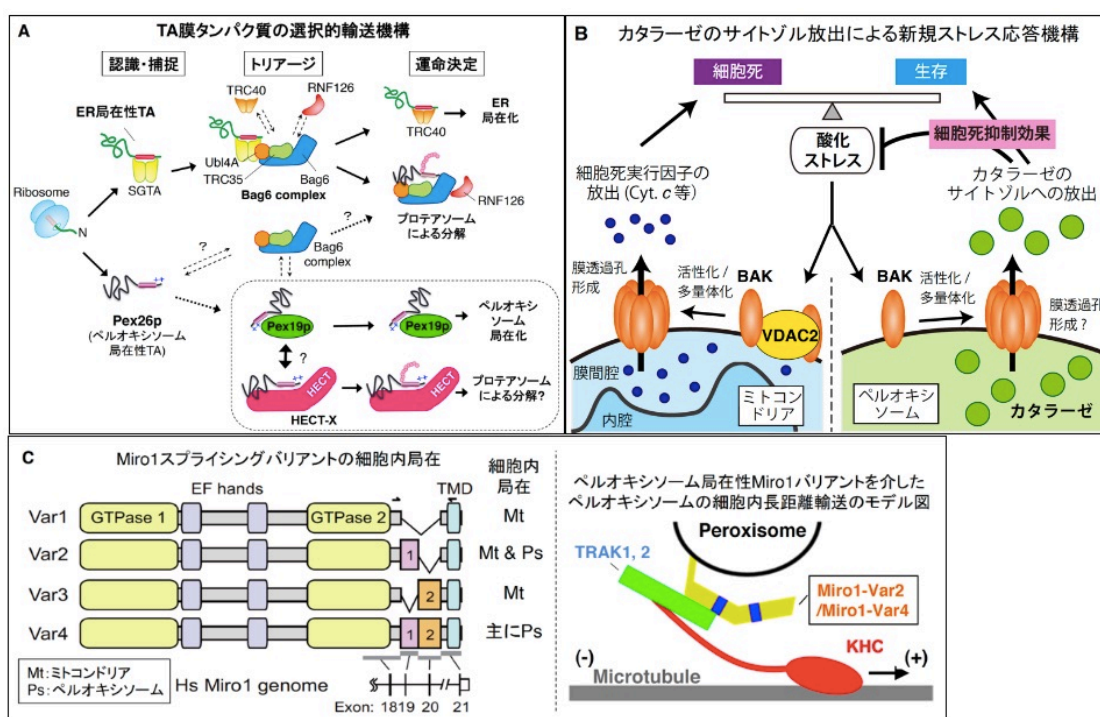 A
TA膜タンパク質の選択的輸送機構
認識・捕捉
トリアージ
運命決定
TRC40
RNF126
ER局在性TA
ER
局在化
TRC40
Ubl4A
TRC35
Bag6
SGTA
Bag6 complex
Ribosome
N
RNF126
プロテアソーム
による分解
?
?
Bag6
complex
Pex26p
(ペルオキシソーム
局在性TA)
Pex19p
Pex19p
ペルオキシ
ソーム
局在化
?
HECT
HECT
プロテアソーム
による分解?
HECT-X
B
カタラーゼのサイトゾル放出による新規ストレス応答機構
細胞死
生存
酸化
ストレス
細胞死抑制効果
細胞死実行因子の
放出(Cyt. c 等)
カタラーゼの
サイトゾルへの放出
膜透過孔
形成
活性化 /
多量体化
BAK
BAK
活性化 /
多量体化
膜透過孔
形成 ?
VDAC2
膜間腔
内腔
ミトコン
ドリア
ペルオキシ
ソーム
カタラーゼ
C
Miro1スプライシングバリアントの細胞内局在
細胞内
局在
EF hands
TMD
Var1
GTPase 1
GTPase 2
Mt
Var2
1
Mt & Ps
Var3
2
Mt
Var4
1
2
主にPs
Mt:ミトコンドリア
Ps:ペルオキシソーム
Hs Miro1 genome
Exon: 18 19 20 21
ペルオキシソーム局在性Miro1バリアントを介した
ペルオキシソームの細胞内長距離輸送のモデル図
Peroxisome
TRAK1, 2
Miro1-Var2
/Miro1-Var4
KHC
(-)
(+)
Microtubule